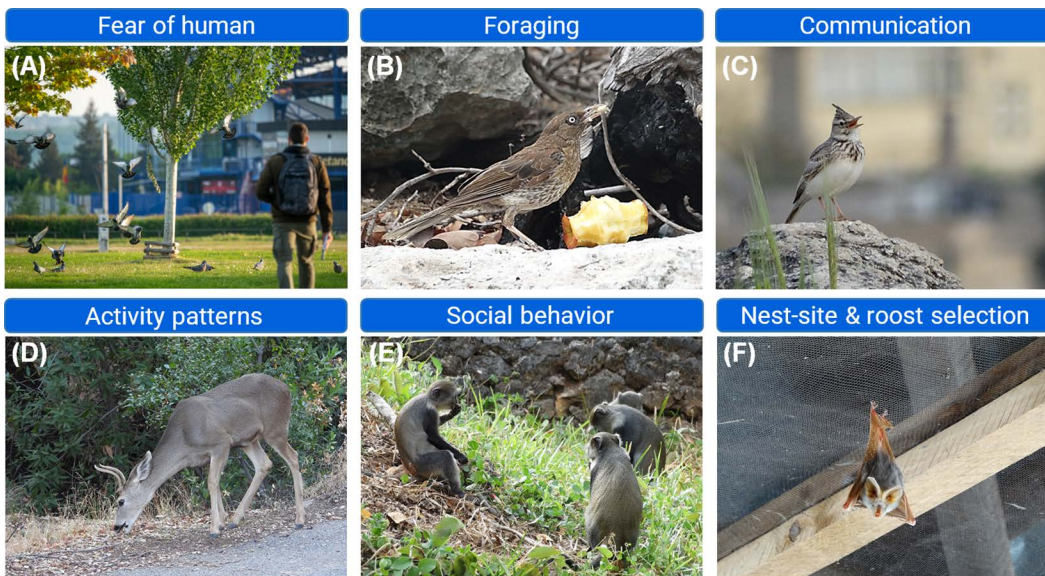 Fear of human
Foraging
Communication
(A)
(B)
(C)
Activity patterns
Social behavior
Nest-site & roost selection
(D)
(E)
(F)